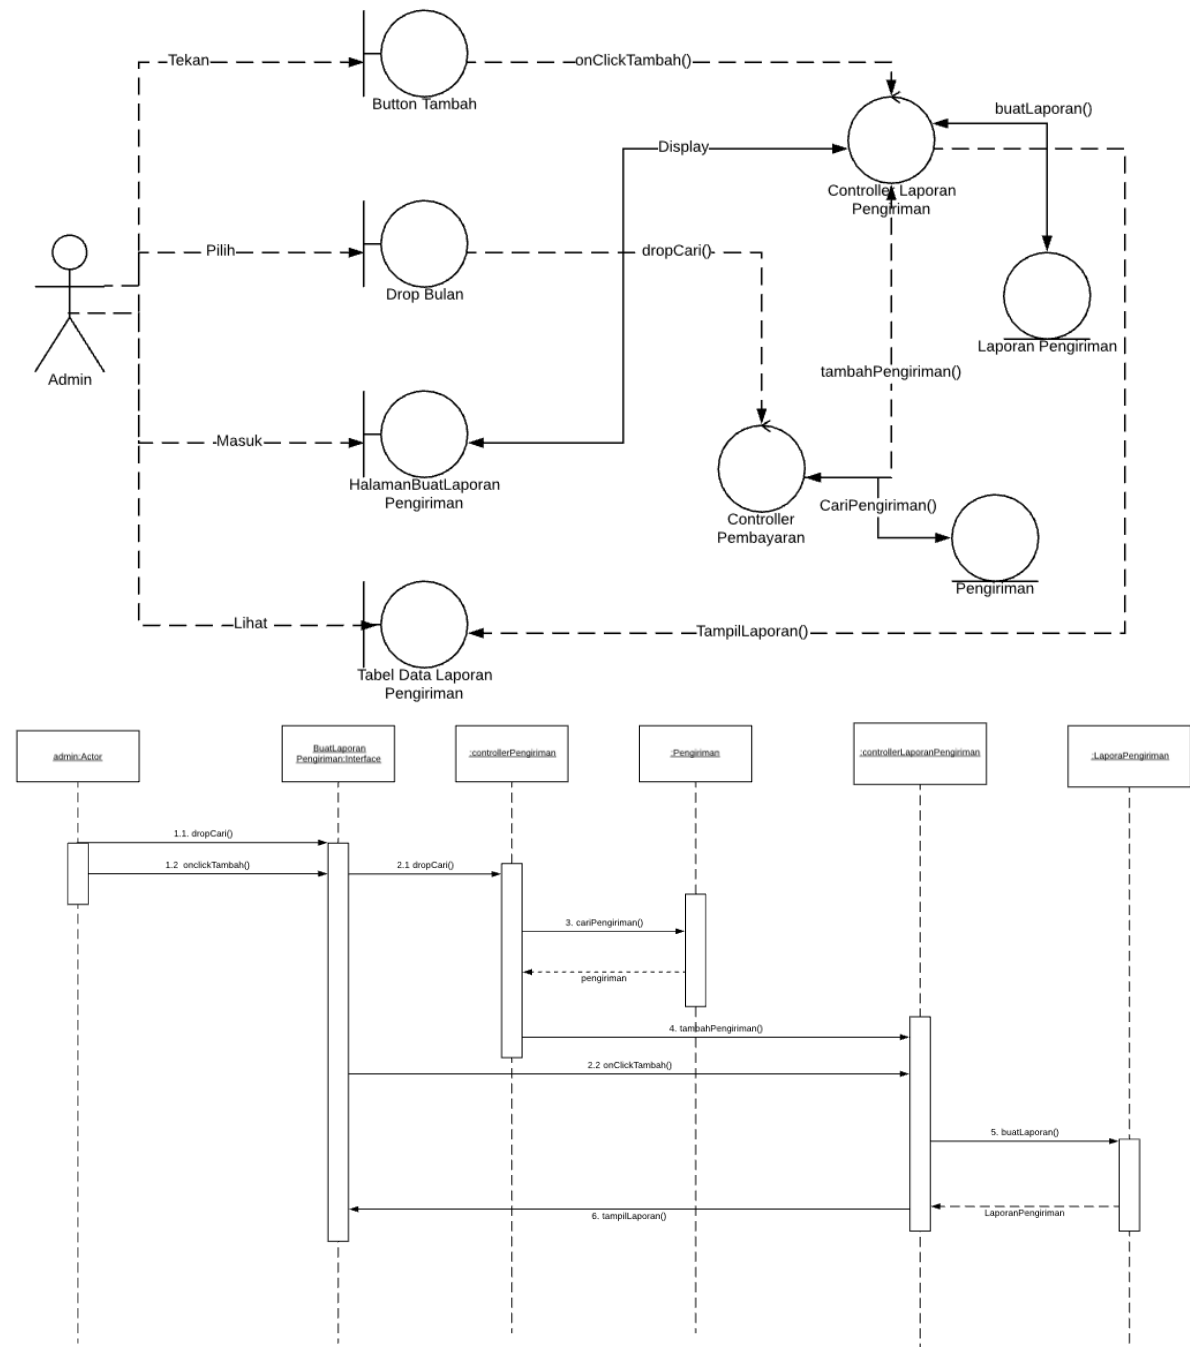 Tekan
onClickTambah()
Button Tambah
buatLaporan()
Display
Controller Laporan
Pengiriman
Pilih
dropCari()
Drop Bulan
Laporan Pengiriman
Admin
tambahPengiriman()
Masuk
HalamanBuatLaporan
Pengiriman
CariPengiriman()
Controller
Pembayaran
Pengiriman
Lihat
TampilLaporan()
Tabel Data Laporan
Pengiriman
admin:Actor
BuatLaporan
Pengiriman:Interface
:controllerPengiriman
:Pengiriman
:controllerLaporanPengiriman
:LaporaPengiriman
1.1. dropCari()
1.2 onclickTambah()
2.1 dropCari()
3. cariPengiriman()
pengiriman
4. tambahPengiriman()
2.2 onClickTambah()
5. buatLaporan()
LaporanPengiriman
6. tampilLaporan()